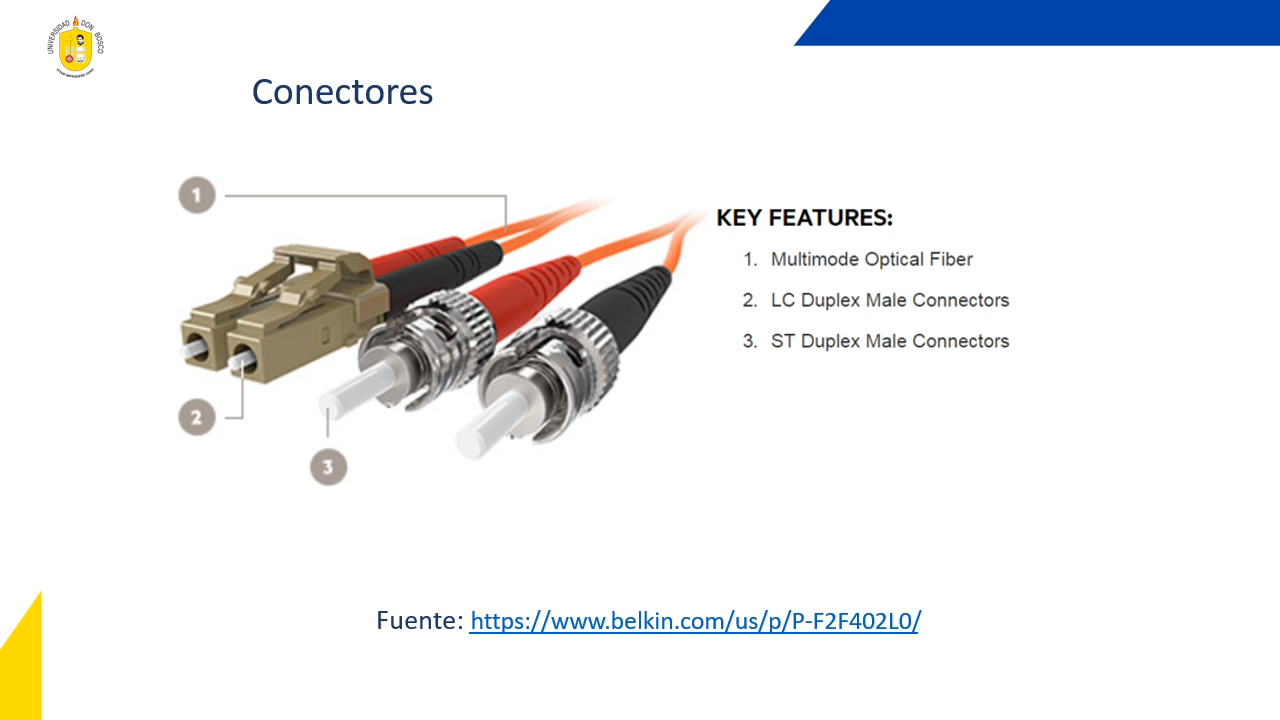 UNIVERSIDAD DON BOSCO
Conectores
1
KEY FEATURES:
1. Multimode Optical Fiber
2. LC Duplex Male Connectors
3. ST Duplex Male Connectors
2
3
Fuente: https://www.belkin.com/us/p/P-F2F402L0/